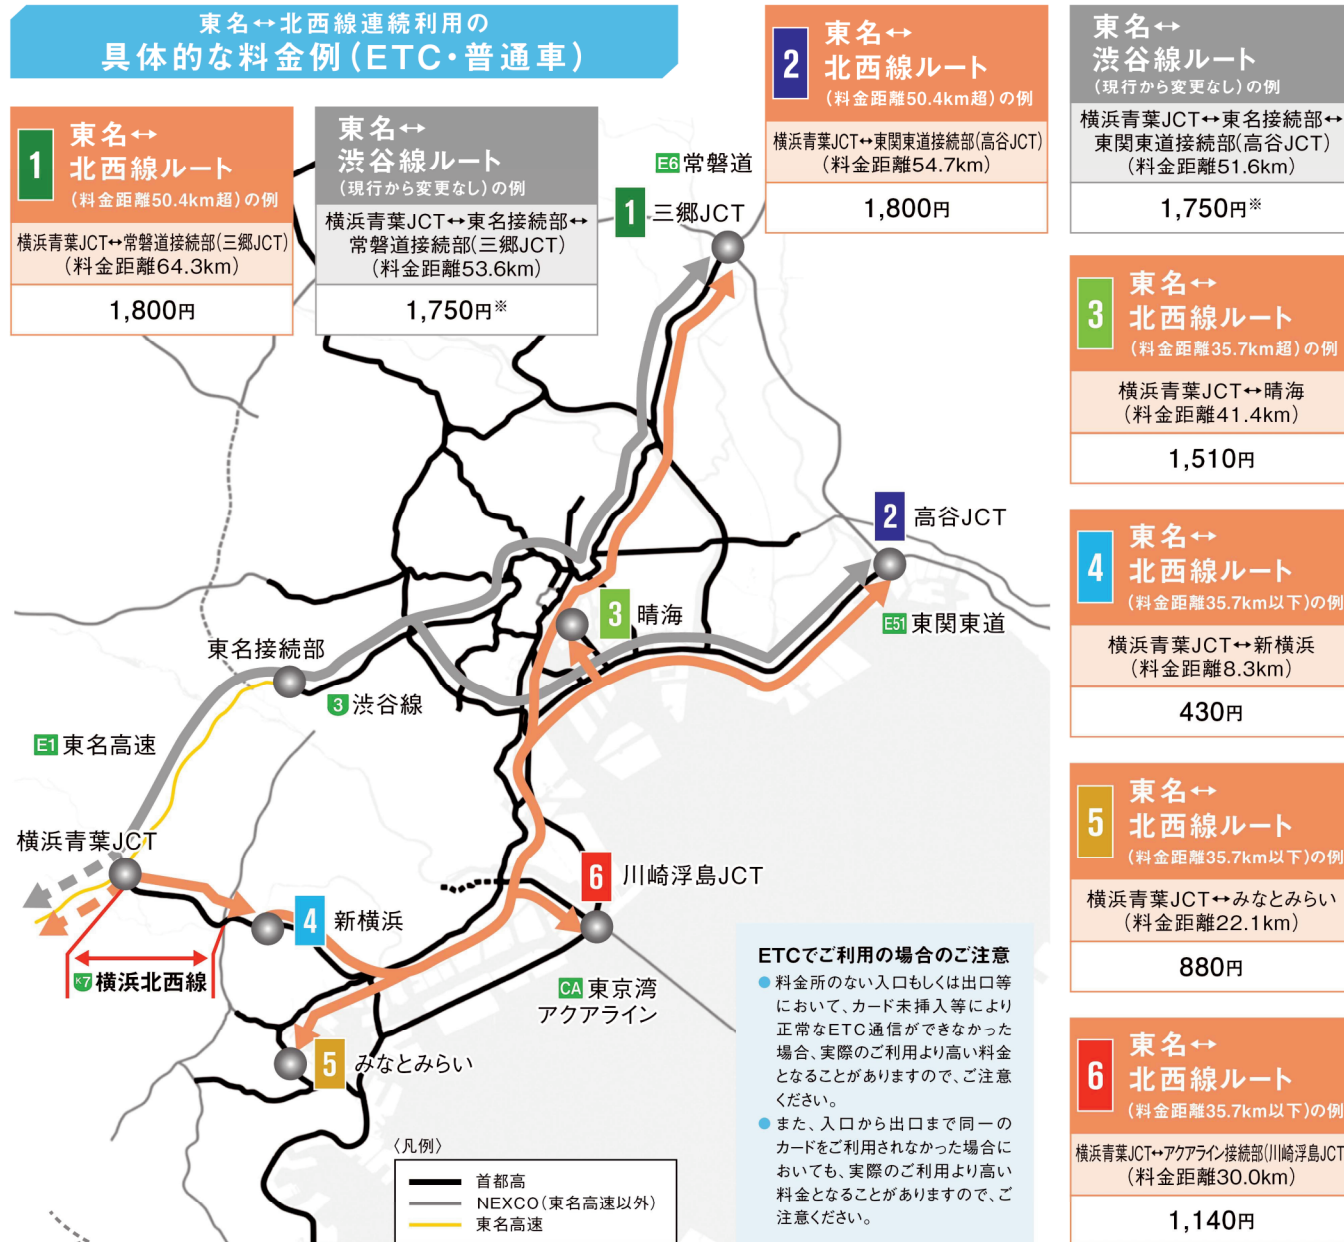 東名↔北西線連続利用の
具体的な料金例(ETC・普通車)
1
東名↔
北西線ルート
(料金距離50.4km超)の例
横浜青葉JCT↔常磐道接続部(三郷JCT)
(料金距離64.3km)
1,800円
東名↔
渋谷線ルート
(現行から変更なし)の例
横浜青葉JCT↔東名接続部↔
常磐道接続部(三郷JCT)
(料金距離53.6km)
1,750円※
2
東名↔
北西線ルート
(料金距離50.4km超)の例
横浜青葉JCT↔東関東道接続部(高谷JCT)
(料金距離54.7km)
1,800円
東名↔
渋谷線ルート
(現行から変更なし)の例
横浜青葉JCT↔東名接続部↔
東関東道接続部(高谷JCT)
(料金距離51.6km)
1,750円※
3
東名↔
北西線ルート
(料金距離35.7km超)の例
横浜青葉JCT↔晴海
(料金距離41.4km)
1,510円
4
東名↔
北西線ルート
(料金距離35.7km以下)の例
横浜青葉JCT↔新横浜
(料金距離8.3km)
430円
5
東名↔
北西線ルート
(料金距離35.7km以下)の例
横浜青葉JCT↔みなとみらい
(料金距離22.1km)
880円
6
東名↔
北西線ルート
(料金距離35.7km以下)の例
横浜青葉JCT↔アクアライン接続部(川崎浮島JCT
(料金距離30.0km)
1,140円
E6 常磐道
1 三郷JCT
2 高谷JCT
E51 東関東道
3 晴海
東名接続部
3 渋谷線
E1 東名高速
横浜青葉JCT
4 新横浜
K7 横浜北西線
6 川崎浮島JCT
CA 東京湾
アクアライン
5 みなとみらい
ETCでご利用の場合のご注意
● 料金所のない入口もしくは出口等
において、カード未挿入等により
正常なETC通信ができなかった
場合、実際のご利用より高い料金
となることがありますので、ご注意
ください。
● また、入口から出口まで同一の
カードをご利用されなかった場合に
おいても、実際のご利用より高い
料金となることがありますので、ご
注意ください。
〈凡例〉
首都高
NEXCO(東名高速以外)
東名高速